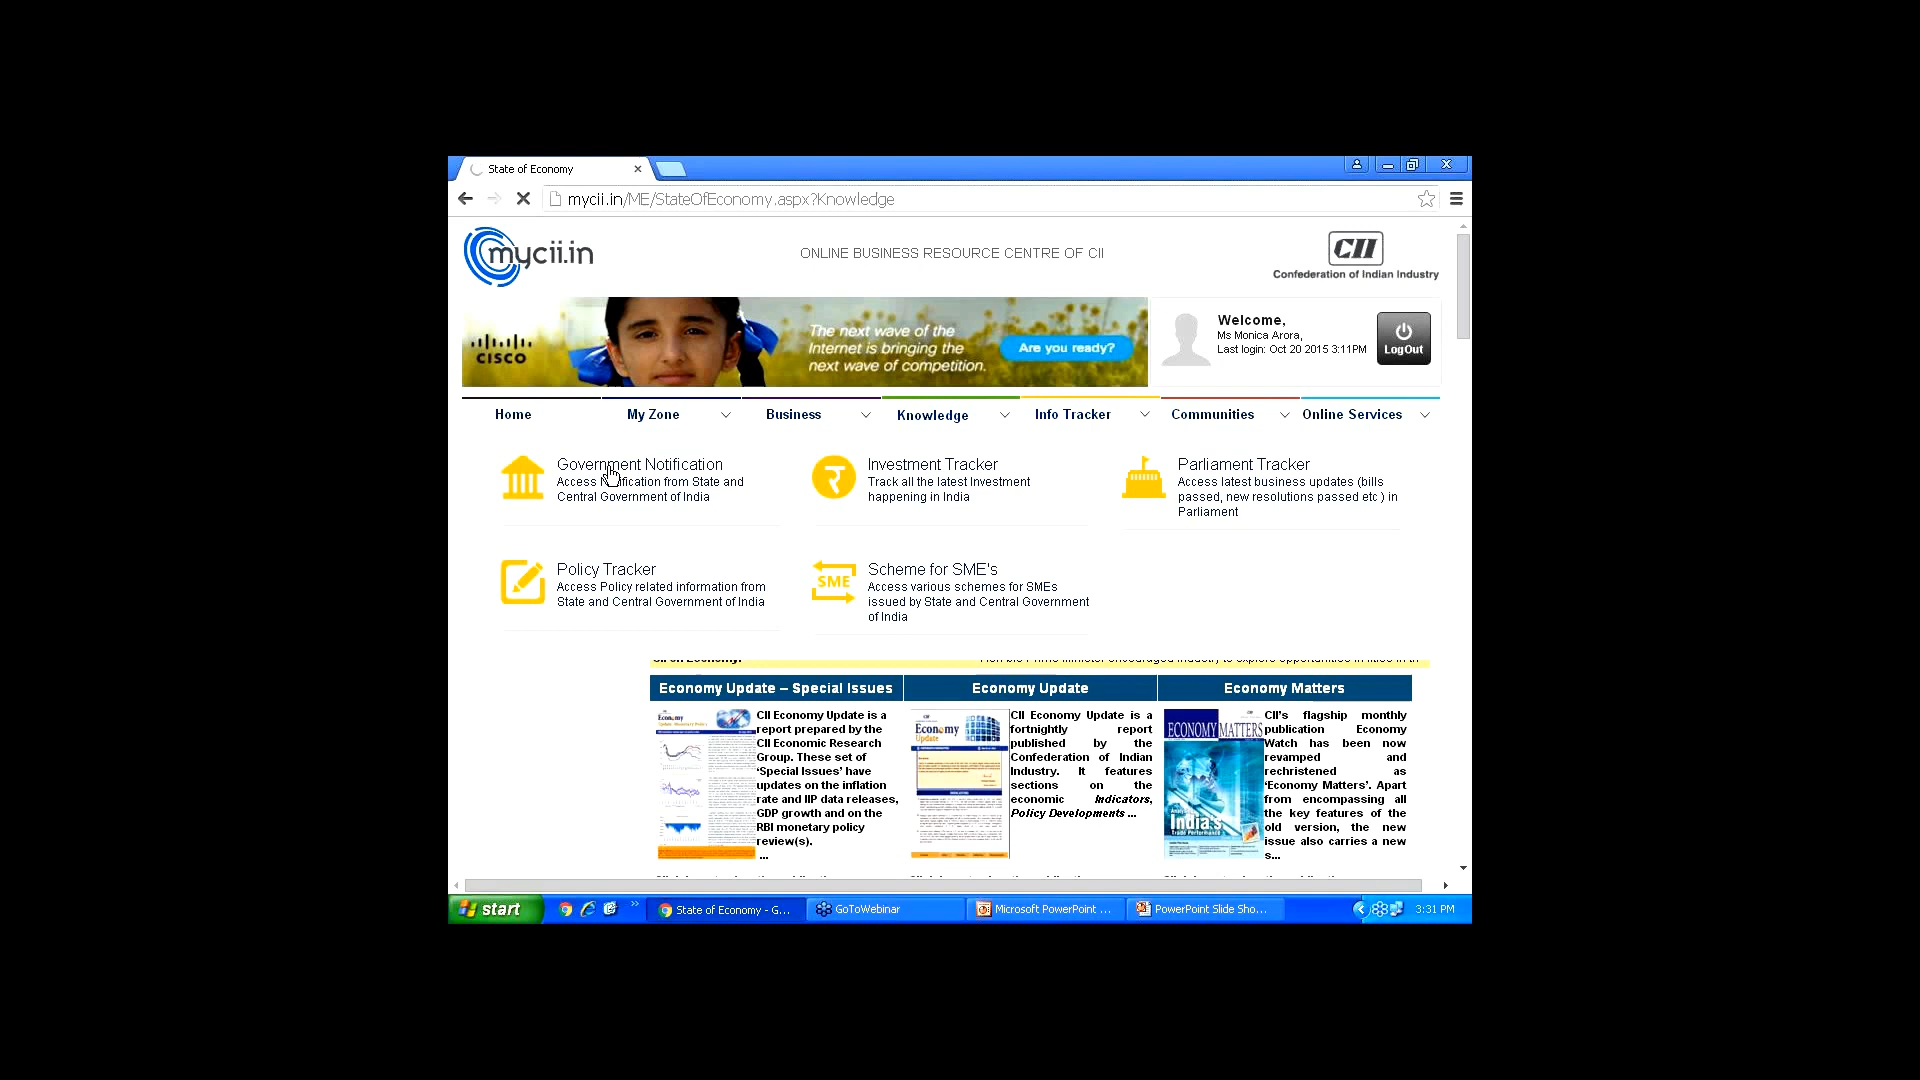 State of Economy
mycii.in/ME/StateOfEconomy.aspx?Knowledge
mycii.in
ONLINE BUSINESS RESOURCE CENTRE OF CII
CII
Confederation of Indian Industry
CISCO
The next wave of the
Internet is bringing the
next wave of competition.
Are you ready?
Welcome,
Ms Monica Arora,
Last login: Oct 20 2015 3:11PM
LogOut
Home
My Zone
Business
Knowledge
Info Tracker
Communities
Online Services
Government Notification
Access Notification from State and
Central Government of India
Investment Tracker
Track all the latest Investment
happening in India
Parliament Tracker
Access latest business updates (bills
passed, new resolutions passed etc ) in
Parliament
Policy Tracker
Access Policy related information from
State and Central Government of India
SME
Scheme for SME's
Access various schemes for SMEs
issued by State and Central Government
of India
Economy Update – Special Issues
Economy Update
Economy Matters
CII Economy Update is a
report prepared by the
CII Economic Research
Group. These set of
‘Special Issues’ have
updates on the inflation
rate and IIP data releases,
GDP growth and on the
RBI monetary policy
review(s).
...
Economy
Update
CII Economy Update is a
fortnightly report
published by the
Confederation of Indian
Industry. It features
sections on the
economic Indicators,
Policy Developments ...
ECONOMY MATTERS
India's
Trade Performance
CII's flagship monthly
publication Economy
Watch has been now
revamped and
rechristened as
‘Economy Matters’. Apart
from encompassing all
the key features of the
old version, the new
issue also carries a new
s...
start
State of Economy - G...
GoToWebinar
Microsoft PowerPoint ...
PowerPoint Slide Sho...
3:31 PM